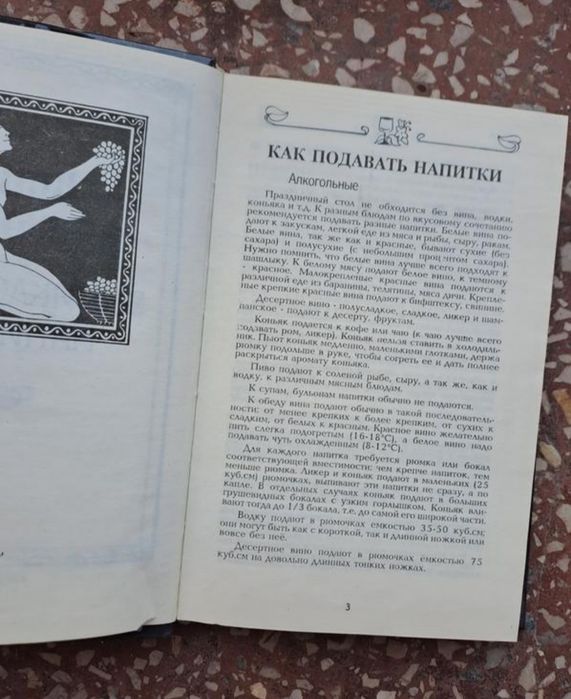 КАК ПОДАВАТЬ НАПИТКИ
Алкогольные
Праздничный стол не обходится без вина, водки,
коньяка и т.д. К разным блюдам по вкусовому сочетанию
рекомендуется подавать разные напитки. Белые вина по-
дают к закускам, легкой еде из мяса и рыбы, сыру, ракам.
Белые вина, так же как и красные, бывают сухие (без
сахара) и полусухие (с небольшим проц нтом сахара).
Нужно помнить, что белые вина лучше всего подходят к
шашлыку. К белому мясу подают белое вино, к темному
- красное. Малокрепленые красные вина подаются к
различной еде из баранины, телятины, мяса дичи. Крепле-
ные крепкие красные вина подают к бифштексу, свинине.
Десертное вино - полусладкое, сладкое, ликер и шам-
панское - подают к десерту, фруктам.
Коньяк подается к кофе или чаю (к чаю лучше всего
подавать ром, ликер). Коньяк нельзя ставить в холодиль-
ник. Пьют коньяк медленно, маленькими глотками, держа
рюмку подольше в руке, чтобы согреть ее и дать полнее
раскрыться аромату коньяка.
Пиво подают к соленой рыбе, сыру, а так же, как и
водку, к различным мясным блюдам.
К супам, бульонам напитки обычно не подаются.
К обеду вина подают обычно в такой последователь-
ности: от менее крепких к более крепким, от сухих к
сладким, от белых к красным. Красное вино желательно
пить слегка подогретым (16-18°С), а белое вино надо
подавать чуть охлажденным (8-12°С).
Для каждого напитка требуется рюмка или бокал
соответствующей вместимости: чем крепче напиток, тем
меньше рюмка. Ликер и коньяк подают в маленьких (25
куб.см) рюмочках, выпивают эти напитки не сразу, а по
капле. В отдельных случаях коньяк подают в больших
грушевидных бокалах с узким горлышком. Коньяк вли-
вают тогда до 1/3 бокала, т.е. до самой его широкой части.
Водку подают в рюмочках емкостью 35-50 куб.см;
они могут быть как с короткой, так и длинной ножкой или
вовсе без неё.
Десертное вино подают в рюмочках ёмкостью 75
куб.см на довольно длинных тонких ножках.
3